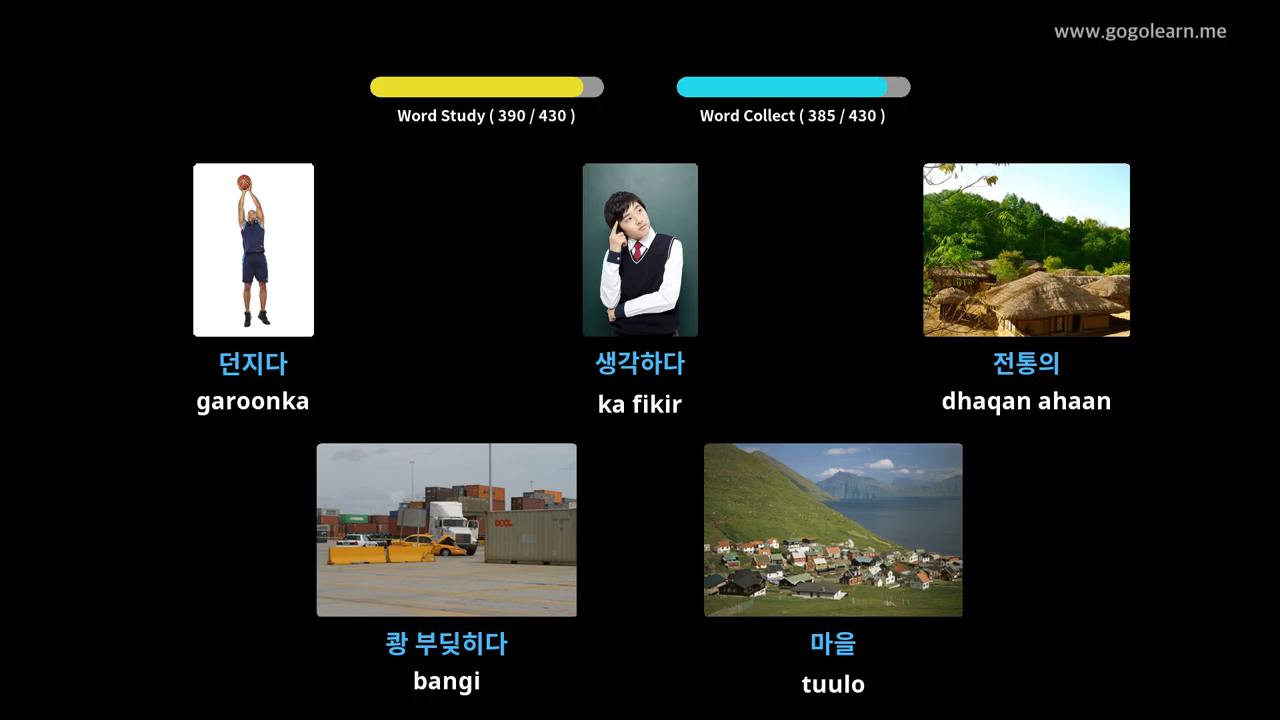 www.gogolearn.me
Word Study ( 390 / 430 )
Word Collect ( 385 / 430 )
던지다
garoonka
생각하다
ka fikir
전통의
dhaqan ahaan
쾅 부딪히다
bangi
마을
tuulo